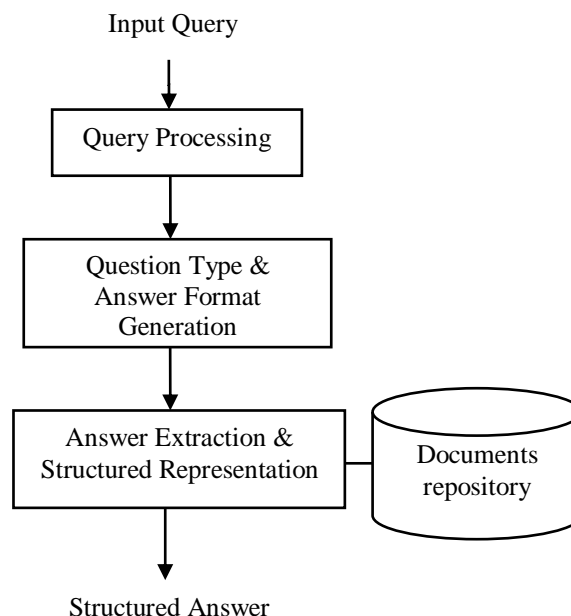 Input Query
Query Processing
Question Type &
Answer Format
Generation
Answer Extraction &
Structured Representation
Documents
repository
Structured Answer